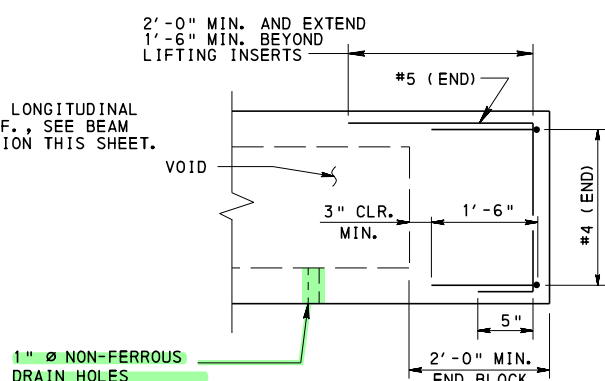 2'-0" MIN. AND EXTEND
1'-6" MIN. BEYOND
LIFTING INSERTS
#5 (END)
LONGITUDINAL
F., SEE BEAM
ION THIS SHEET.
VOID
3" CLR.
MIN.
1'-6"
#4 (END)
5"
1" Ø NON-FERROUS
DRAIN HOLES
2'-0" MIN.
END BLOCK